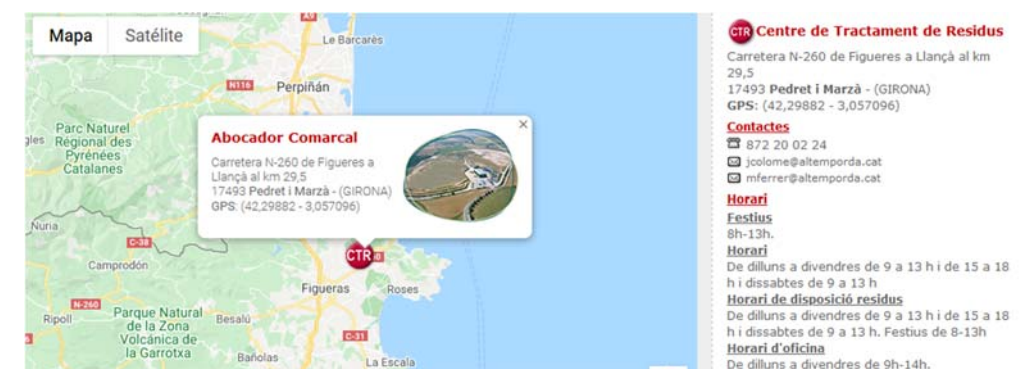 Mapa Satélite
Le Barcarès
N116
Perpiñán
Parc Naturel
Régional des
Pyrénées
Catalanes
Abocador Comarcal
Carretera N-260 de Figueres a
Llançà al km 29,5
17493 Pedret i Marzà - (GIRONA)
GPS: (42,29882 - 3,057096)
Nuria
C-38
Camprodón
CTR
Figueras
Roses
N-260
Ripoll
Parque Natural
de la Zona
Volcánica de
la Garrotxa
Besalú
C-31
Bañolas
La Escala
CTR Centre de Tractament de Residus
Carretera N-260 de Figueres a Llançà al km
29,5
17493 Pedret i Marzà - (GIRONA)
GPS: (42,29882 - 3,057096)
Contactes
872 20 02 24
jcolome@altemporda.cat
mferrer@altemporda.cat
Horari
Festius
8h-13h.
Horari
De dilluns a divendres de 9 a 13 h i de 15 a 18
h i dissabtes de 9 a 13 h
Horari de disposició residus
De dilluns a divendres de 9 a 13 h i de 15 a 18
h i dissabtes de 9 a 13 h. Festius de 8-13h
Horari d'oficina
De dilluns a divendres de 9h-14h.